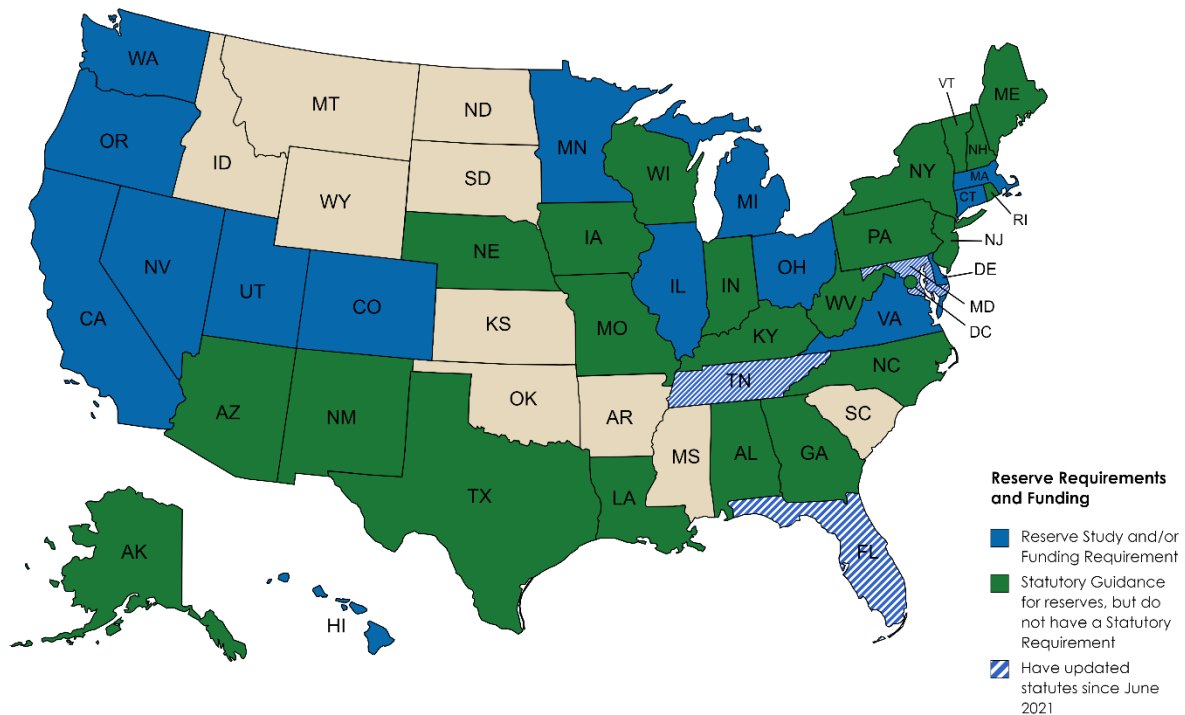 WA
MT
ND
MN
VT
ME
OR
ID
SD
WI
NH
NY
WY
MI
MA
CT
RI
NE
IA
PA
NJ
NV
UT
IL
IN
OH
DE
CA
CO
WV
MD
KS
MO
VA
DC
KY
AZ
NM
OK
TN
NC
AR
SC
MS
AL
GA
TX
LA
AK
FL
HI
Reserve Requirements
and Funding
Reserve Study and/or
Funding Requirement
Statutory Guidance
for reserves, but do
not have a Statutory
Requirement
Have updated
statutes since June
2021